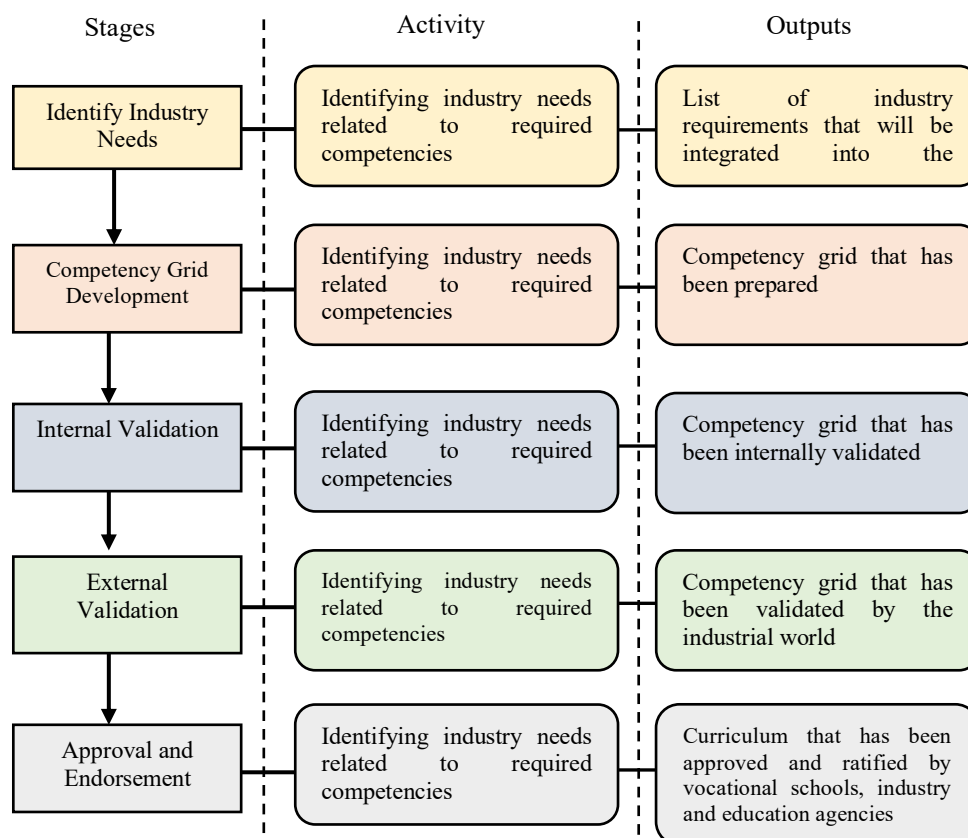 Stages
Activity
Outputs
Identify Industry
Needs
Identifying industry needs
related to required
competencies
List of industry
requirements that will be
integrated into the
Competency Grid
Development
Identifying industry needs
related to required
competencies
Competency grid that has
been prepared
Internal Validation
Identifying industry needs
related to required
competencies
Competency grid that has
been internally validated
External
Validation
Identifying industry needs
related to required
competencies
Competency grid that has
been validated by the
industrial world
Approval and
Endorsement
Identifying industry needs
related to required
competencies
Curriculum that has been
approved and ratified by
vocational schools, industry
and education agencies